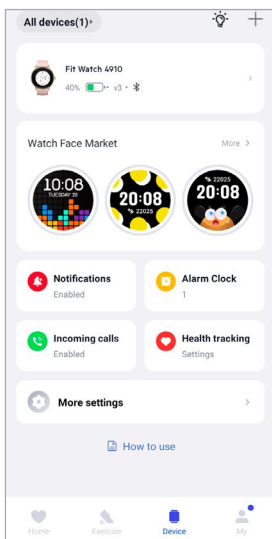 All devices(1)
Fit Watch 4910
40% v3
Watch Face Market
More
10:08
TUESDAY 20
20:08
22025
22025
20:08
Notifications
Enabled
Alarm Clock
1
Incoming calls
Enabled
Health tracking
Settings
More settings
How to use
Home
Exercise
Device
My